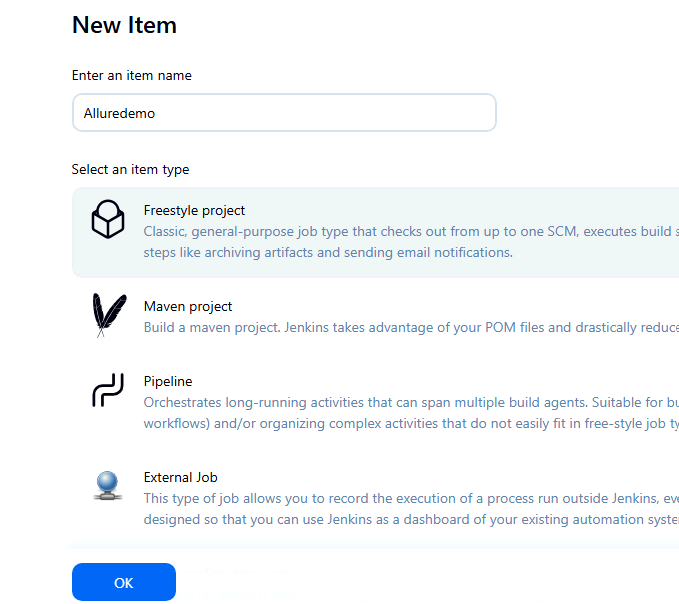 New Item
Enter an item name
Alluredemo
Select an item type
Freestyle project
Classic, general-purpose job type that checks out from up to one SCM, executes build
steps like archiving artifacts and sending email notifications.
Maven project
Build a maven project. Jenkins takes advantage of your POM files and drastically
Pipeline
Orchestrates long-running activities that can span multiple build agents. Suitable for
workflows) and/or organizing complex activities that do not easily fit in free-style job
External Job
This type of job allows you to record the execution of a process run outside Jenkins,
designed so that you can use Jenkins as a dashboard of your existing automation
OK